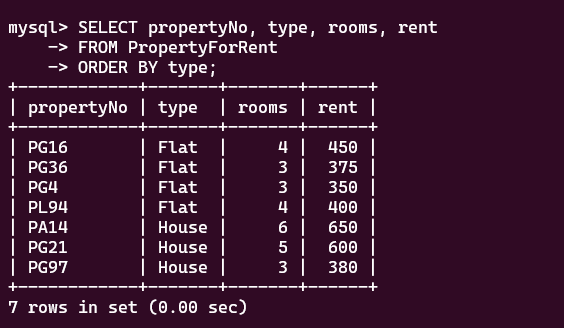 mysql> SELECT propertyNo, type, rooms, rent
    -> FROM PropertyForRent
    -> ORDER BY type;
+------------+-------+-------+------+
| propertyNo | type  | rooms | rent |
+------------+-------+-------+------+
| PG16       | Flat  |     4 |  450 |
| PG36       | Flat  |     3 |  375 |
| PG4        | Flat  |     3 |  350 |
| PL94       | Flat  |     4 |  400 |
| PA14       | House |     6 |  650 |
| PG21       | House |     5 |  600 |
| PG97       | House |     3 |  380 |
+------------+-------+-------+------+
7 rows in set (0.00 sec)